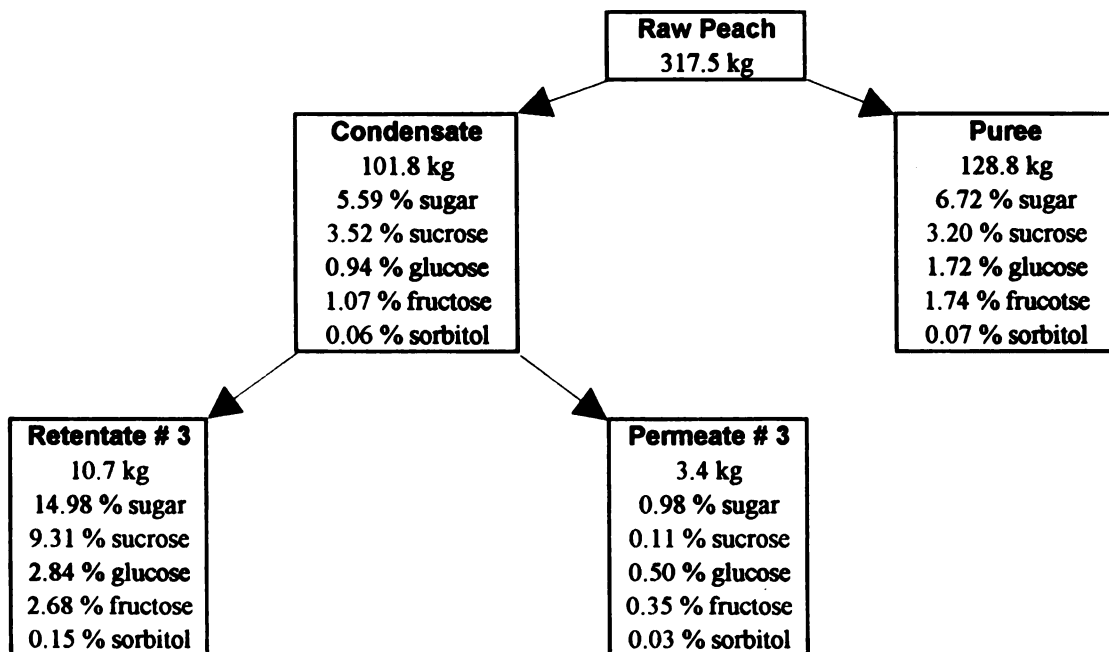 Raw Peach
317.5 kg
Condensate
101.8 kg
5.59 % sugar
3.52 % sucrose
0.94 % glucose
1.07 % fructose
0.06 % sorbitol
Puree
128.8 kg
6.72 % sugar
3.20 % sucrose
1.72 % glucose
1.74 % frucotse
0.07 % sorbitol
Retentate # 3
10.7 kg
14.98 % sugar
9.31 % sucrose
2.84 % glucose
2.68 % fructose
0.15 % sorbitol
Permeate # 3
3.4 kg
0.98 % sugar
0.11 % sucrose
0.50 % glucose
0.35 % fructose
0.03 % sorbitol